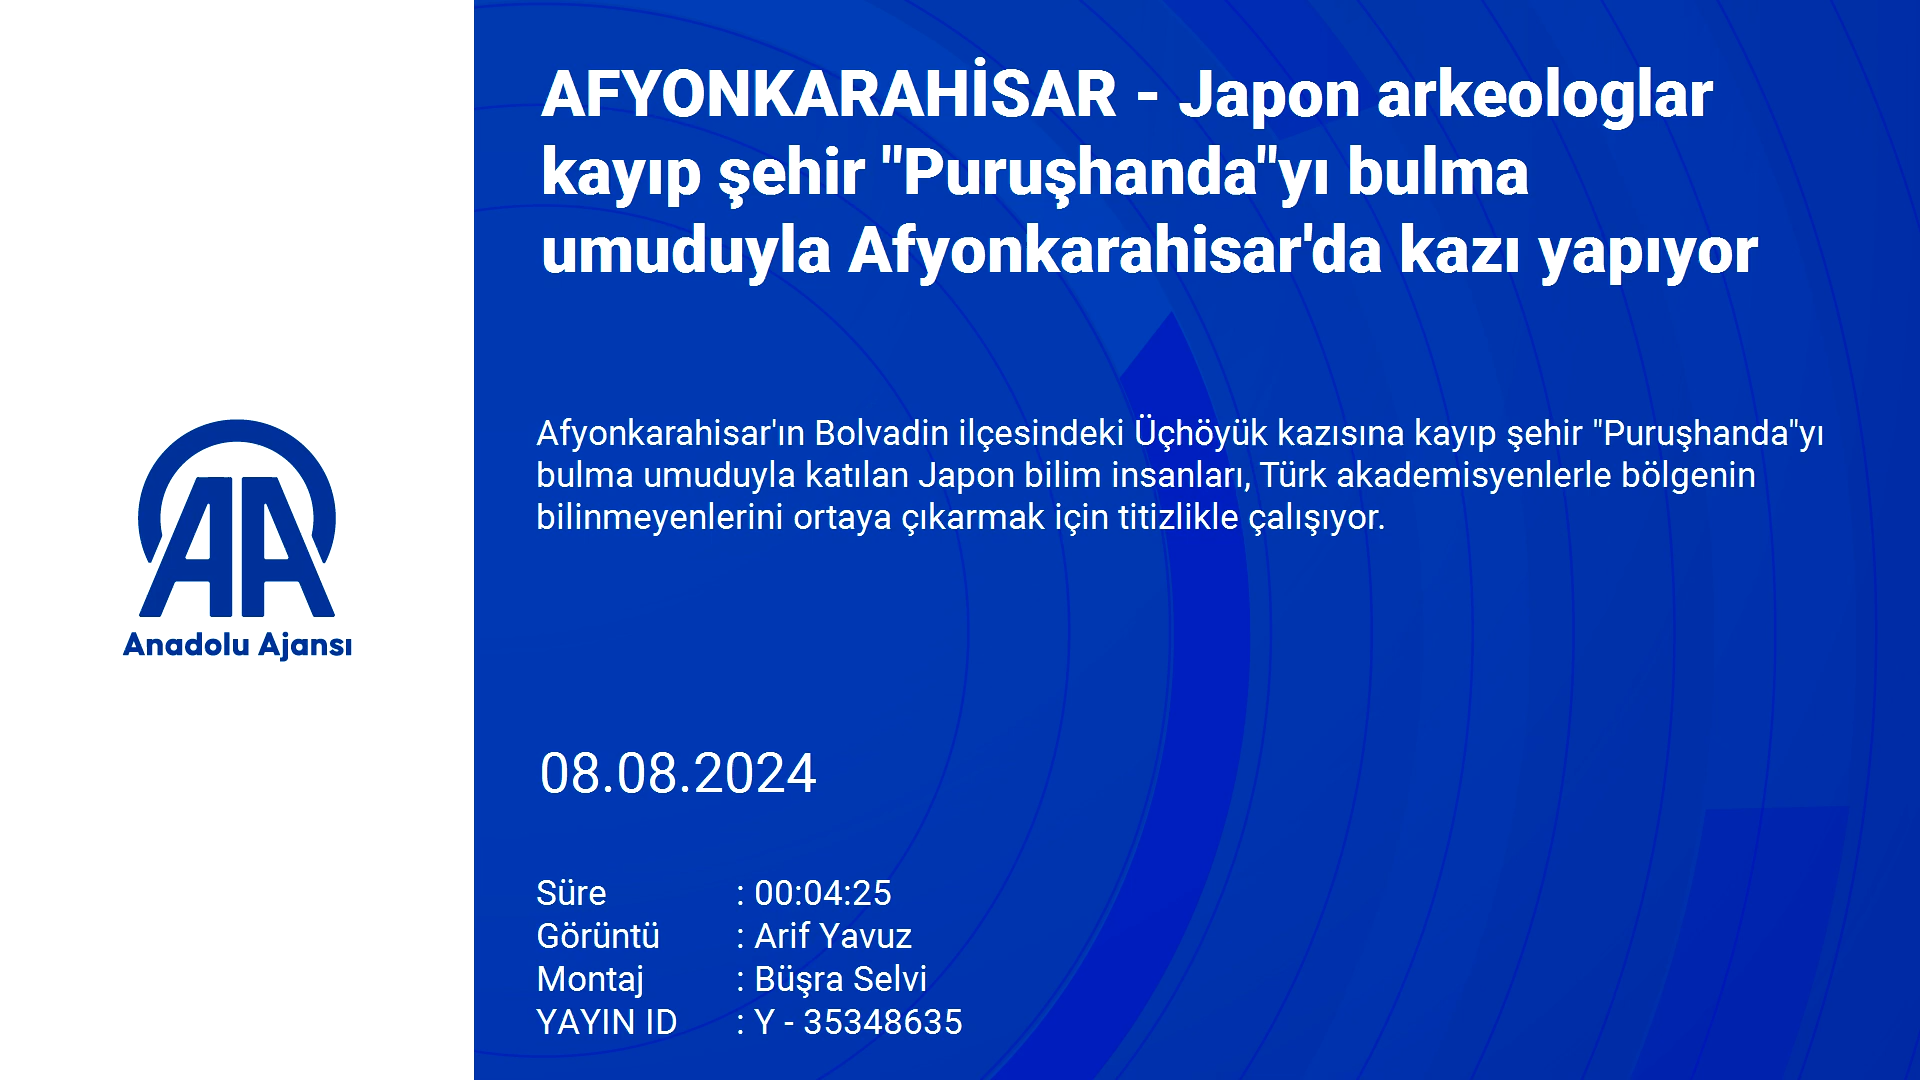 AFYONKARAHİSAR - Japon arkeologlar
kayıp şehir "Puruşhanda"yı bulma
umuduyla Afyonkarahisar'da kazı yapıyor
Afyonkarahisar'ın Bolvadin ilçesindeki Üçhöyük kazısına kayıp şehir "Puruşhanda"yı
bulma umuduyla katılan Japon bilim insanları, Türk akademisyenlerle bölgenin
bilinmeyenlerini ortaya çıkarmak için titizlikle çalışıyor.
AA
Anadolu Ajansı
08.08.2024
Süre : 00:04:25
Görüntü : Arif Yavuz
Montaj : Büşra Selvi
YAYIN ID : Y - 35348635